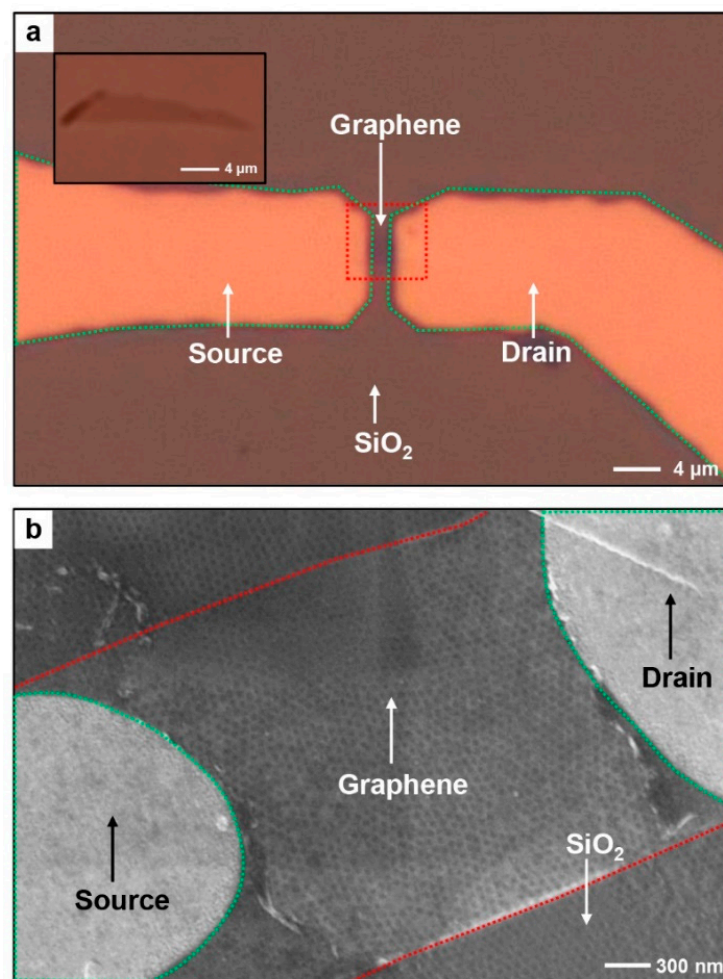 a
4 µm
Graphene
Source
Drain
SiO₂
4 µm
b
Drain
Graphene
SiO₂
Source
300 nm